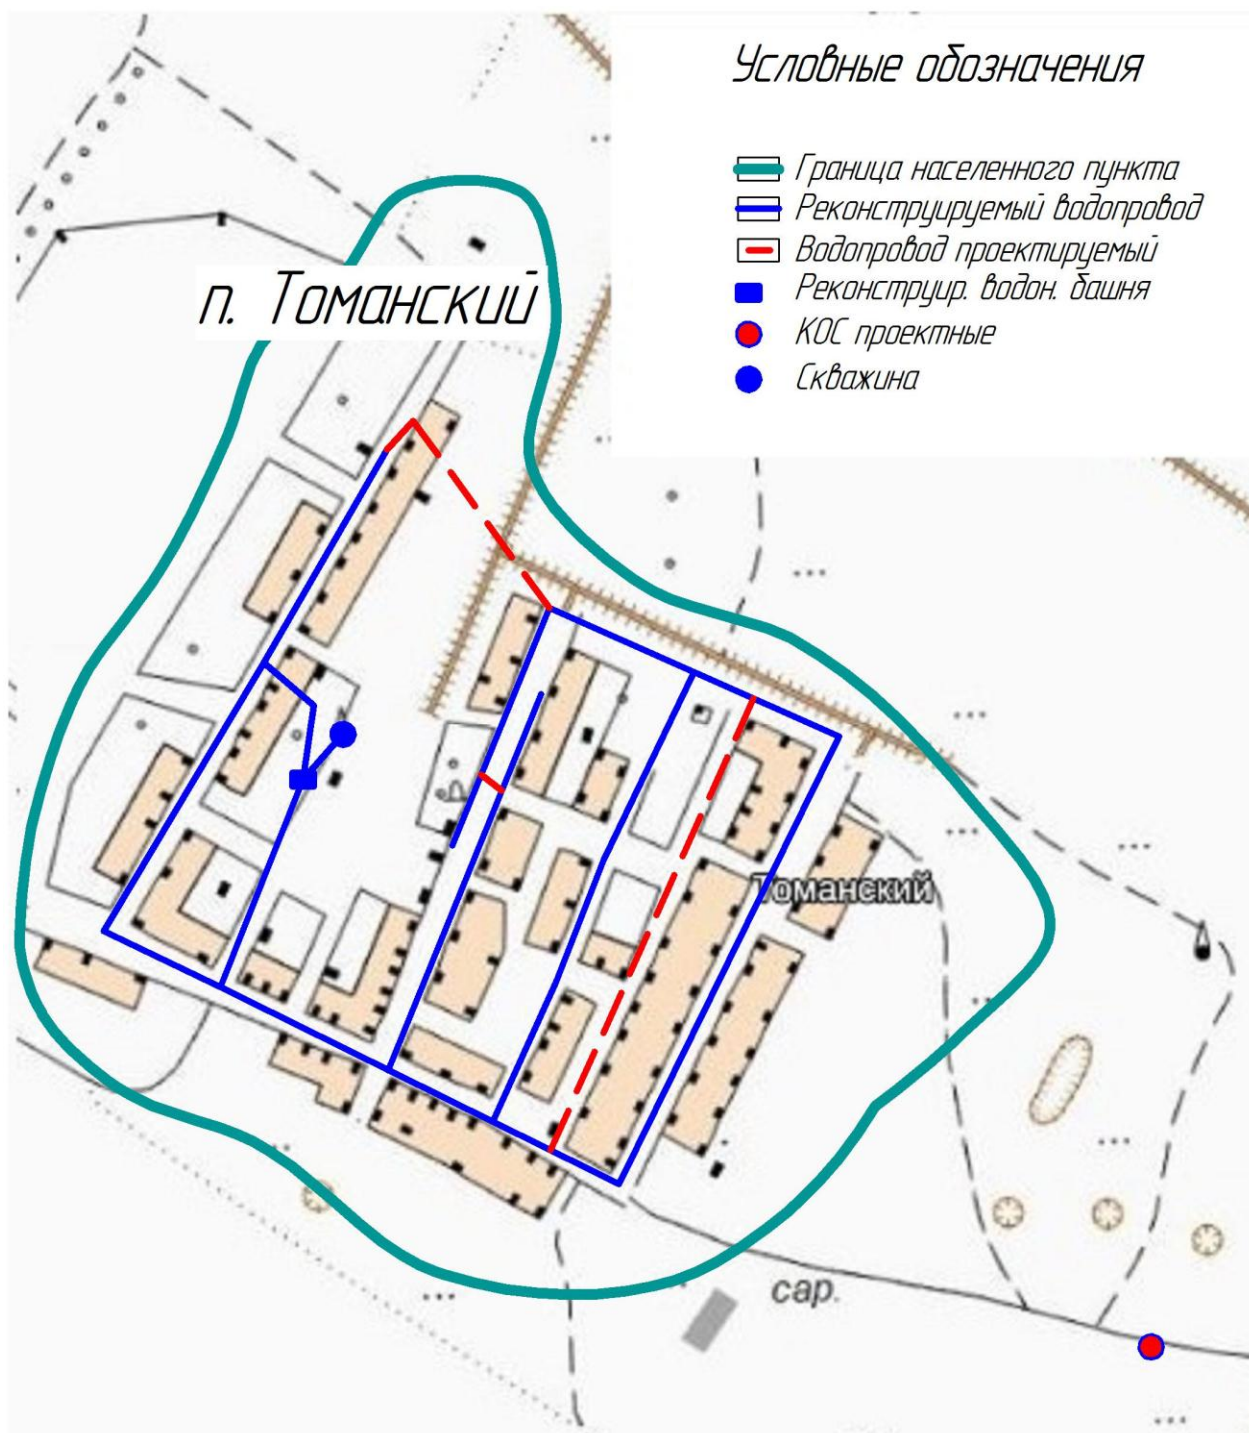 Условные обозначения
Граница населенного пункта
Реконструируемый водопровод
Водопровод проектируемый
Реконструир. водон. башня
КОС проектные
Скважина
п. Томанский
Томанский
сар.